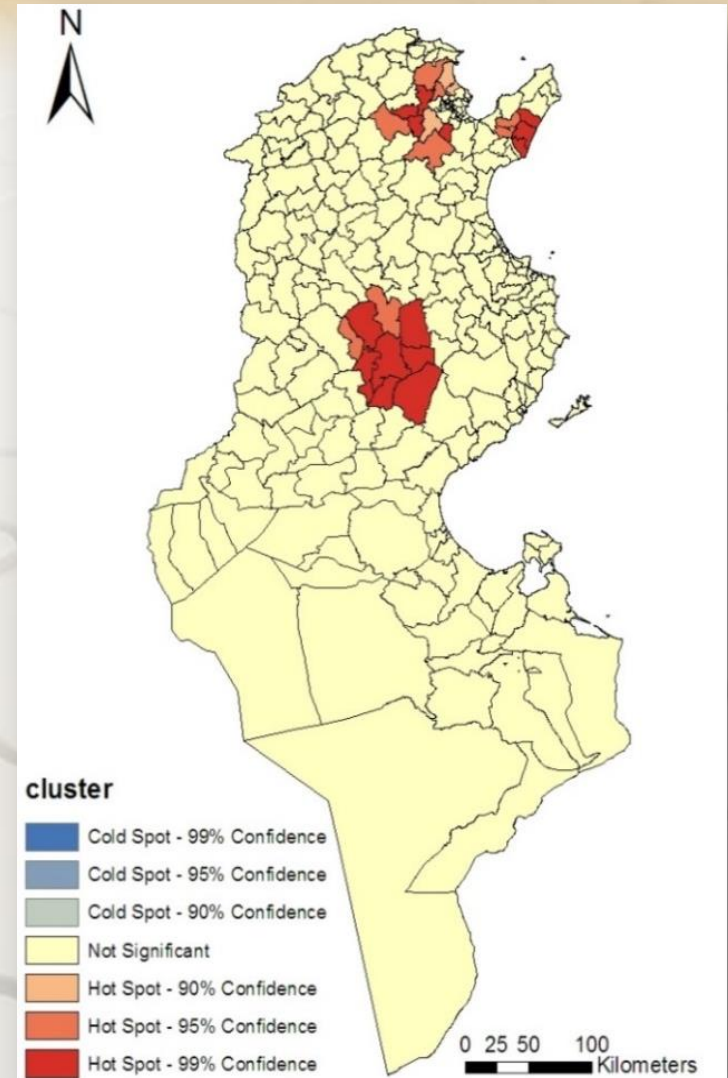 N
cluster
Cold Spot - 99% Confidence
Cold Spot - 95% Confidence
Cold Spot - 90% Confidence
Not Significant
Hot Spot - 90% Confidence
Hot Spot - 95% Confidence
Hot Spot - 99% Confidence
0 25 50 100
Kilometers